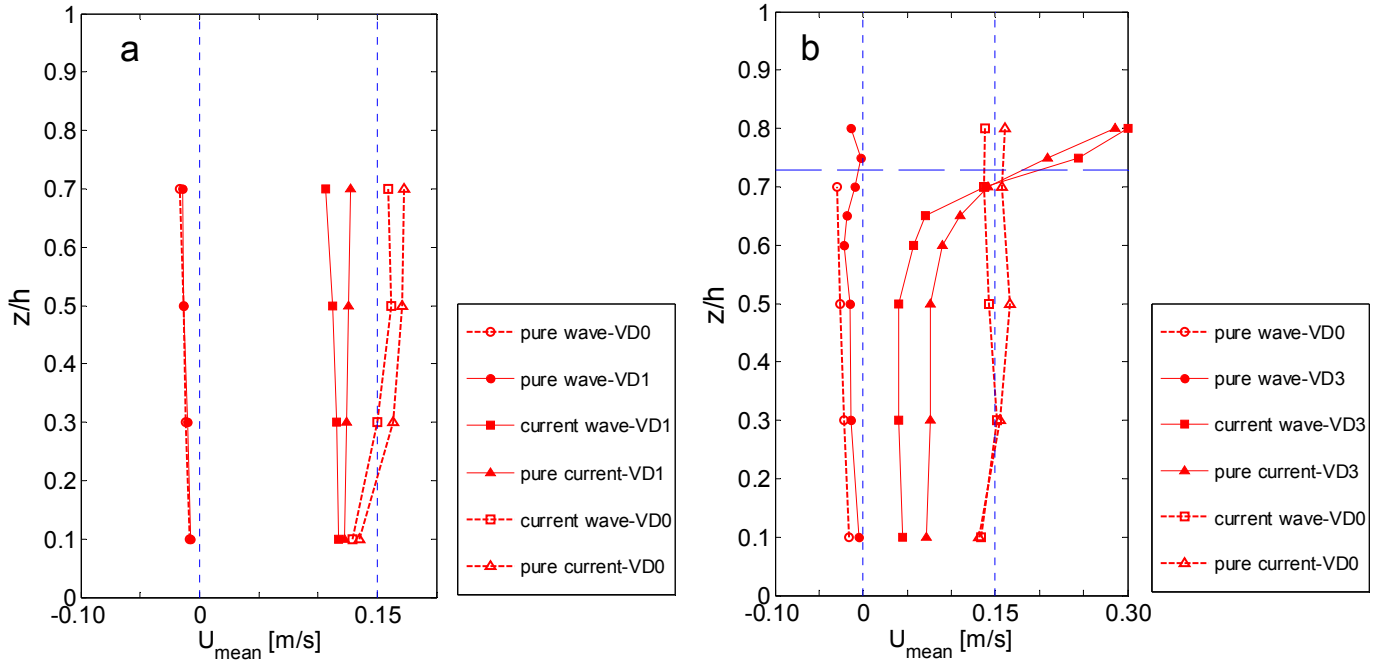 a
1
0.9
0.8
0.7
0.6
0.5
0.4
0.3
0.2
0.1
0
z/h
-0.10
0
0.15
U_mean [m/s]
pure wave-VD0
pure wave-VD1
current wave-VD1
pure current-VD1
current wave-VD0
pure current-VD0
b
1
0.9
0.8
0.7
0.6
0.5
0.4
0.3
0.2
0.1
0
z/h
-0.10
0
0.15
0.30
U_mean [m/s]
pure wave-VD0
pure wave-VD3
current wave-VD3
pure current-VD3
current wave-VD0
pure current-VD0